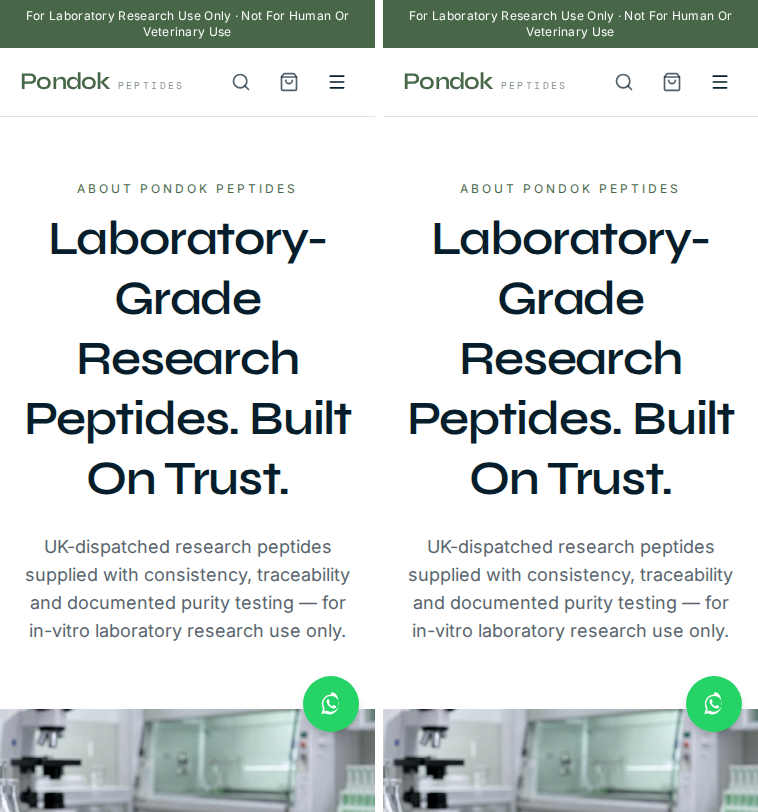 For Laboratory Research Use Only · Not For Human Or
Veterinary Use
Pondok PEPTIDES
ABOUT PONDOK PEPTIDES
Laboratory-
Grade
Research
Peptides. Built
On Trust.
UK-dispatched research peptides
supplied with consistency, traceability
and documented purity testing — for
in-vitro laboratory research use only.
For Laboratory Research Use Only · Not For Human Or
Veterinary Use
Pondok PEPTIDES
ABOUT PONDOK PEPTIDES
Laboratory-
Grade
Research
Peptides. Built
On Trust.
UK-dispatched research peptides
supplied with consistency, traceability
and documented purity testing — for
in-vitro laboratory research use only.